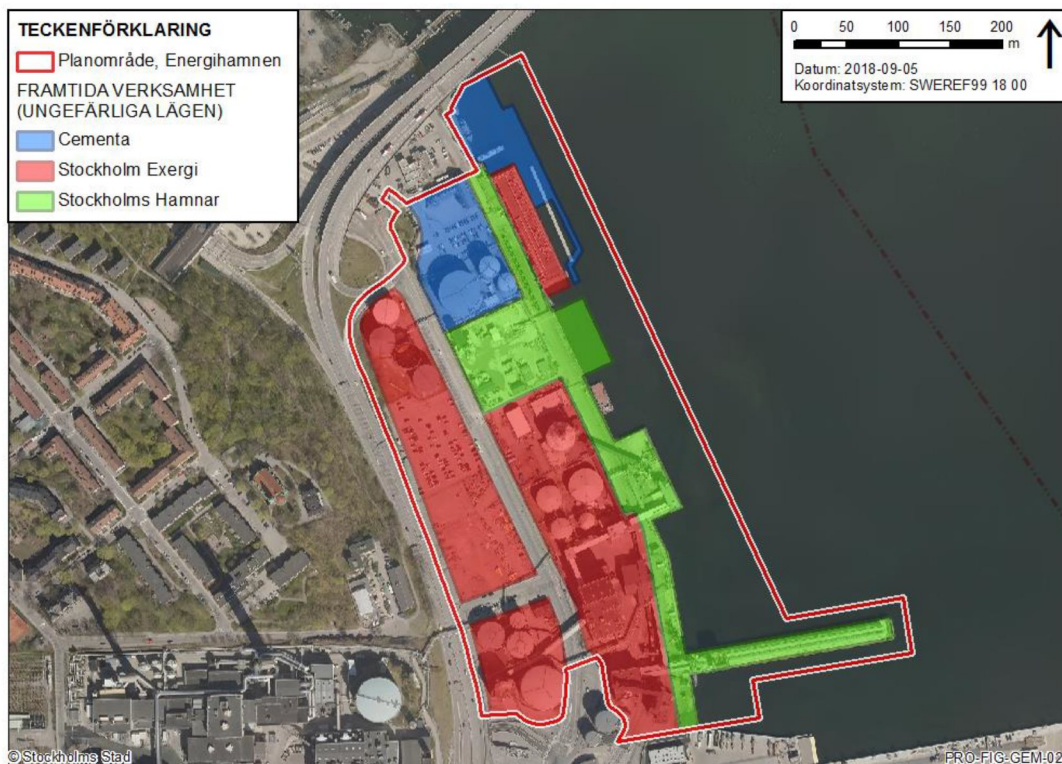 TECKENFÖRKLARING
Planområde, Energihamnen
FRAMTIDA VERKSAMHET
(UNGEFÄRLIGA LÄGEN)
Cementa
Stockholm Exergi
Stockholms Hamnar
0 50 100 150 200
m
Datum: 2018-09-05
Koordinatsystem: SWEREF99 18 00
© Stockholms Stad
PRO-FIG-GEM-02